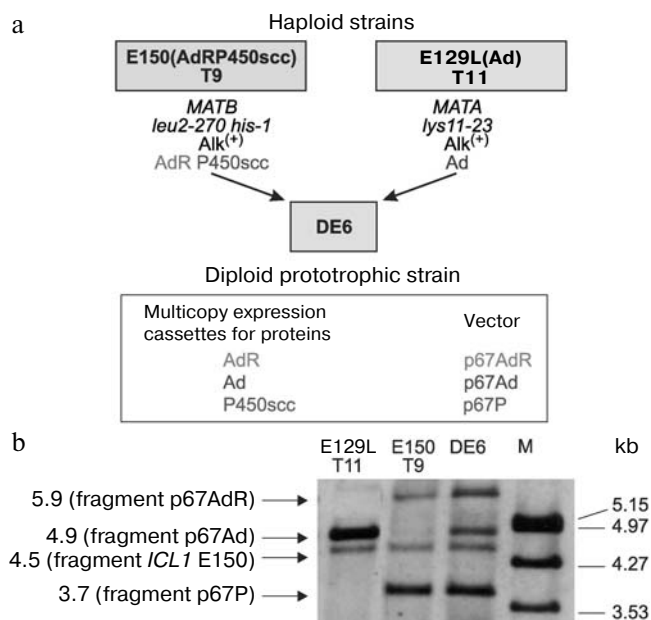 a
Haploid strains
E150(AdRP450scc)
T9
E129L(Ad)
T11
MATB
leu2-270 his-1
Alk(+)
AdR P450scc
MATA
lys11-23
Alk(+)
Ad
DE6
Diploid prototrophic strain
Multicopy expression
cassettes for proteins
Vector
AdR p67AdR
Ad p67Ad
P450scc p67P
b
E129L E150 DE6 M kb
T11 T9
5.9 (fragment p67AdR)
4.9 (fragment p67Ad)
4.5 (fragment ICL1 E150)
3.7 (fragment p67P)
5.15
4.97
4.27
3.53